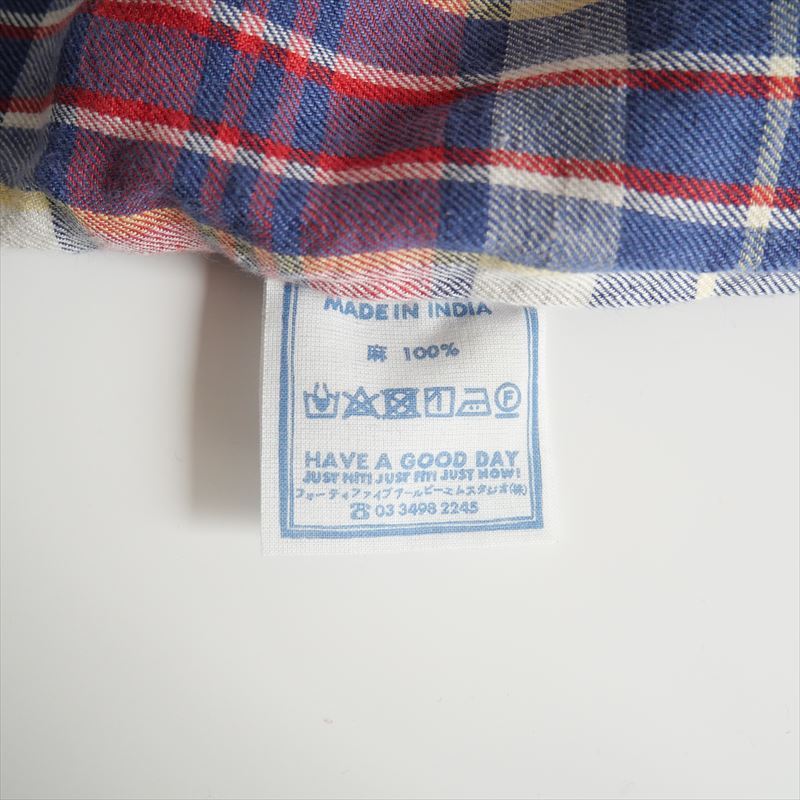 MADE IN INDIA
麻 100%
F
HAVE A GOOD DAY
JUST HIT! JUST FIT! JUST NOW!
フォーティファイブアールピーエムスタジオ(株)
☎ 03 3498 2245